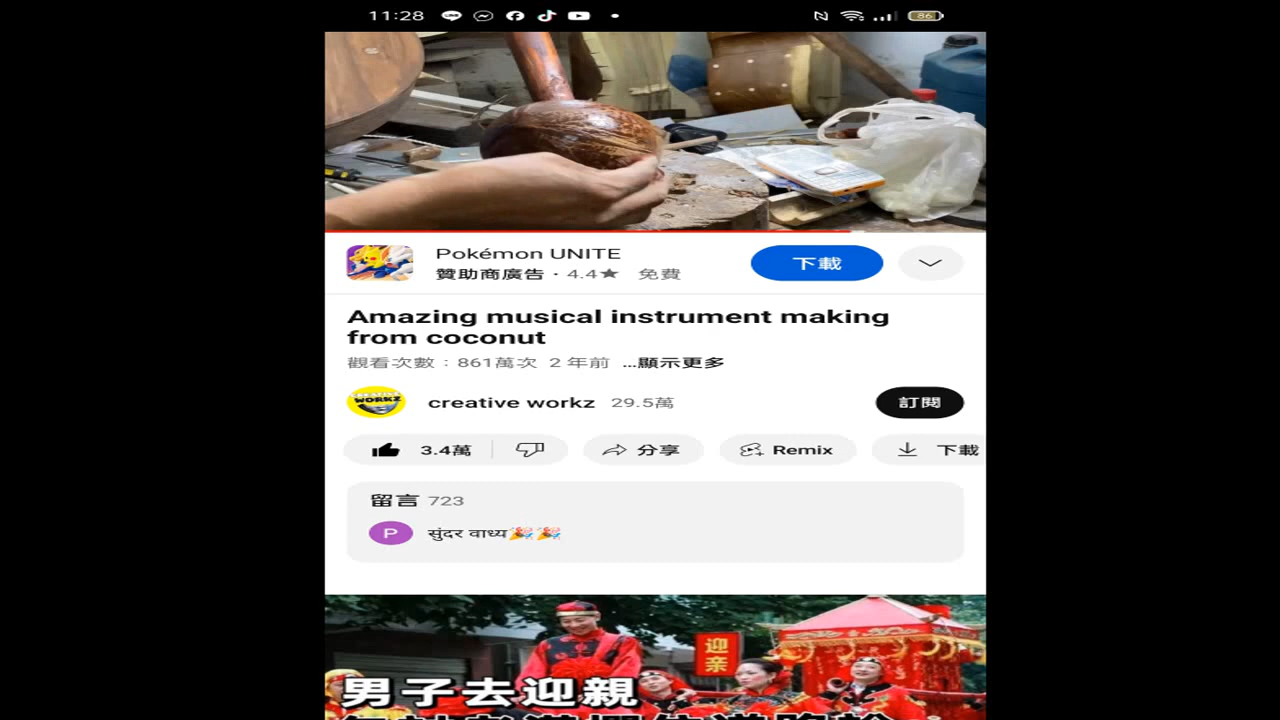 11:28
86
Pokémon UNITE
贊助商廣告 · 4.4★ 免費
下載
Amazing musical instrument making
from coconut
觀看次數：861萬次 2 年前 ...顯示更多
WORKZ
creative workz 29.5萬
訂閱
3.4萬
分享
Remix
下載
留言 723
P
सुंदर वाध्य🎉🎉
迎
亲
男子去迎親